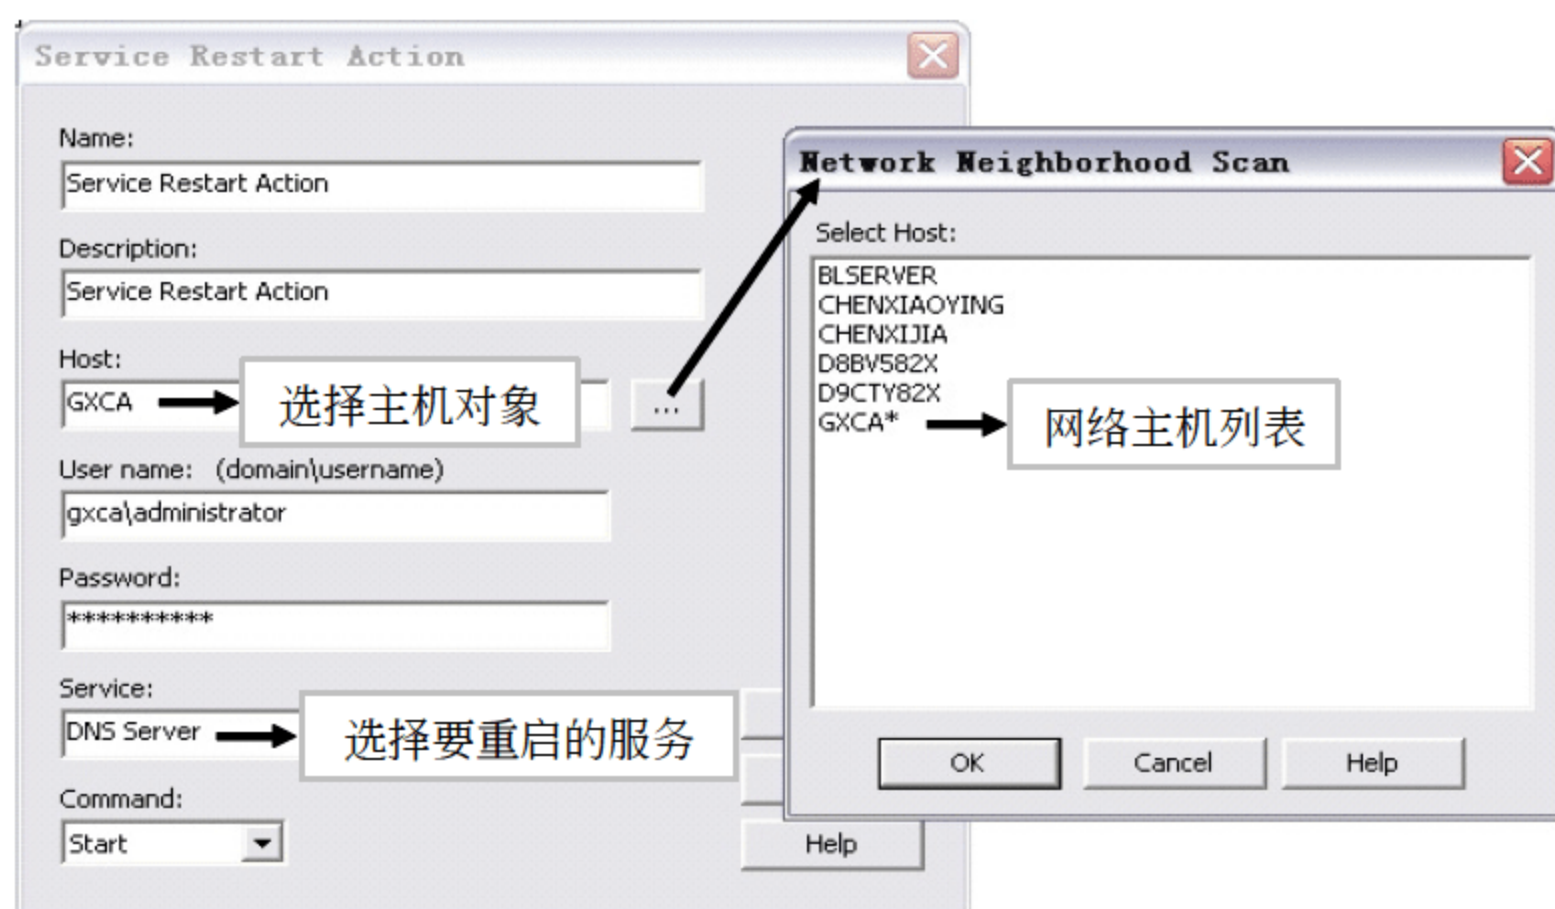 Service Restart Action
Name:
Service Restart Action
Description:
Service Restart Action
Host:
GXCA
选择主机对象
...
User name: (domain\username)
gxca\administrator
Password:
**********
Service:
DNS Server
选择要重启的服务
Command:
Start
Help
Network Neighborhood Scan
Select Host:
BLSERVER
CHENXIAOYING
CHENXIJIA
D8BV582X
D9CTY82X
GXCA*
网络主机列表
OK
Cancel
Help